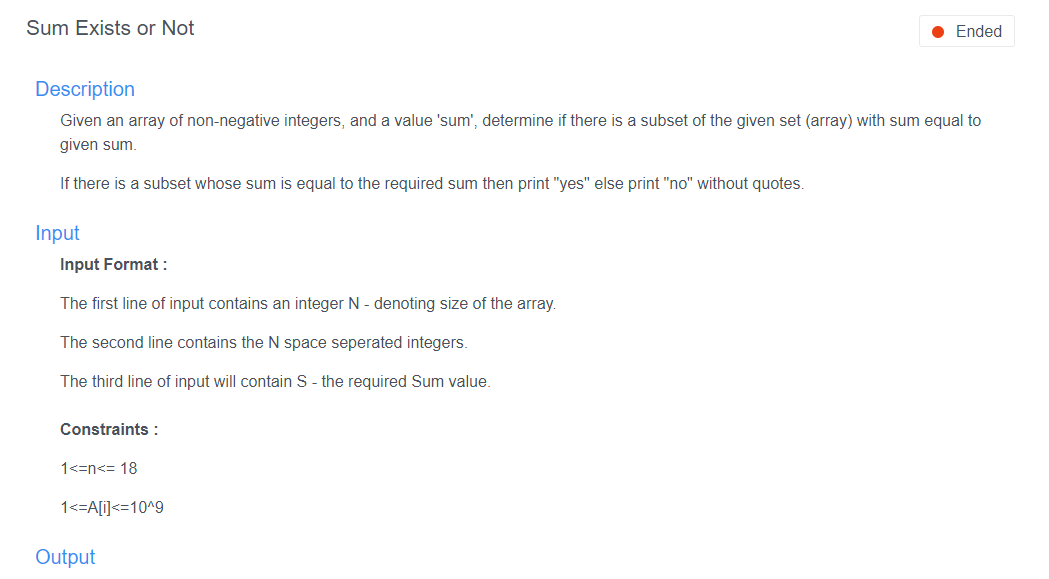 Sum Exists or Not
Ended
Description
Given an array of non-negative integers, and a value 'sum', determine if there is a subset of the given set (array) with sum equal to
given sum.
If there is a subset whose sum is equal to the required sum then print "yes" else print "no" without quotes.
Input
Input Format :
The first line of input contains an integer N - denoting size of the array.
The second line contains the N space seperated integers.
The third line of input will contain S - the required Sum value.
Constraints :
1<=n<= 18
1<=A[i]<=10^9
Output